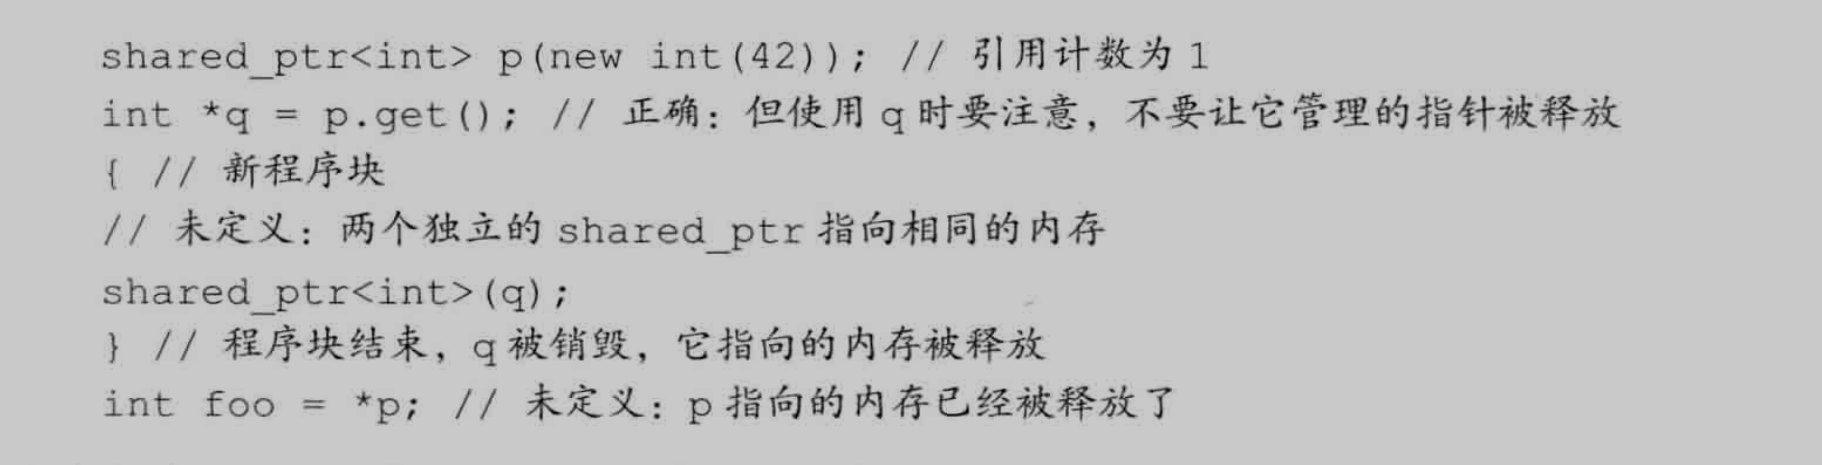 shared_ptr<int> p(new int(42)); // 引用计数为 1
int *q = p.get(); // 正确：但使用 q 时要注意，不要让它管理的指针被释放
{ // 新程序块
// 未定义：两个独立的 shared_ptr 指向相同的内存
shared_ptr<int>(q);
} // 程序块结束，q 被销毁，它指向的内存被释放
int foo = *p; // 未定义：p 指向的内存已经被释放了